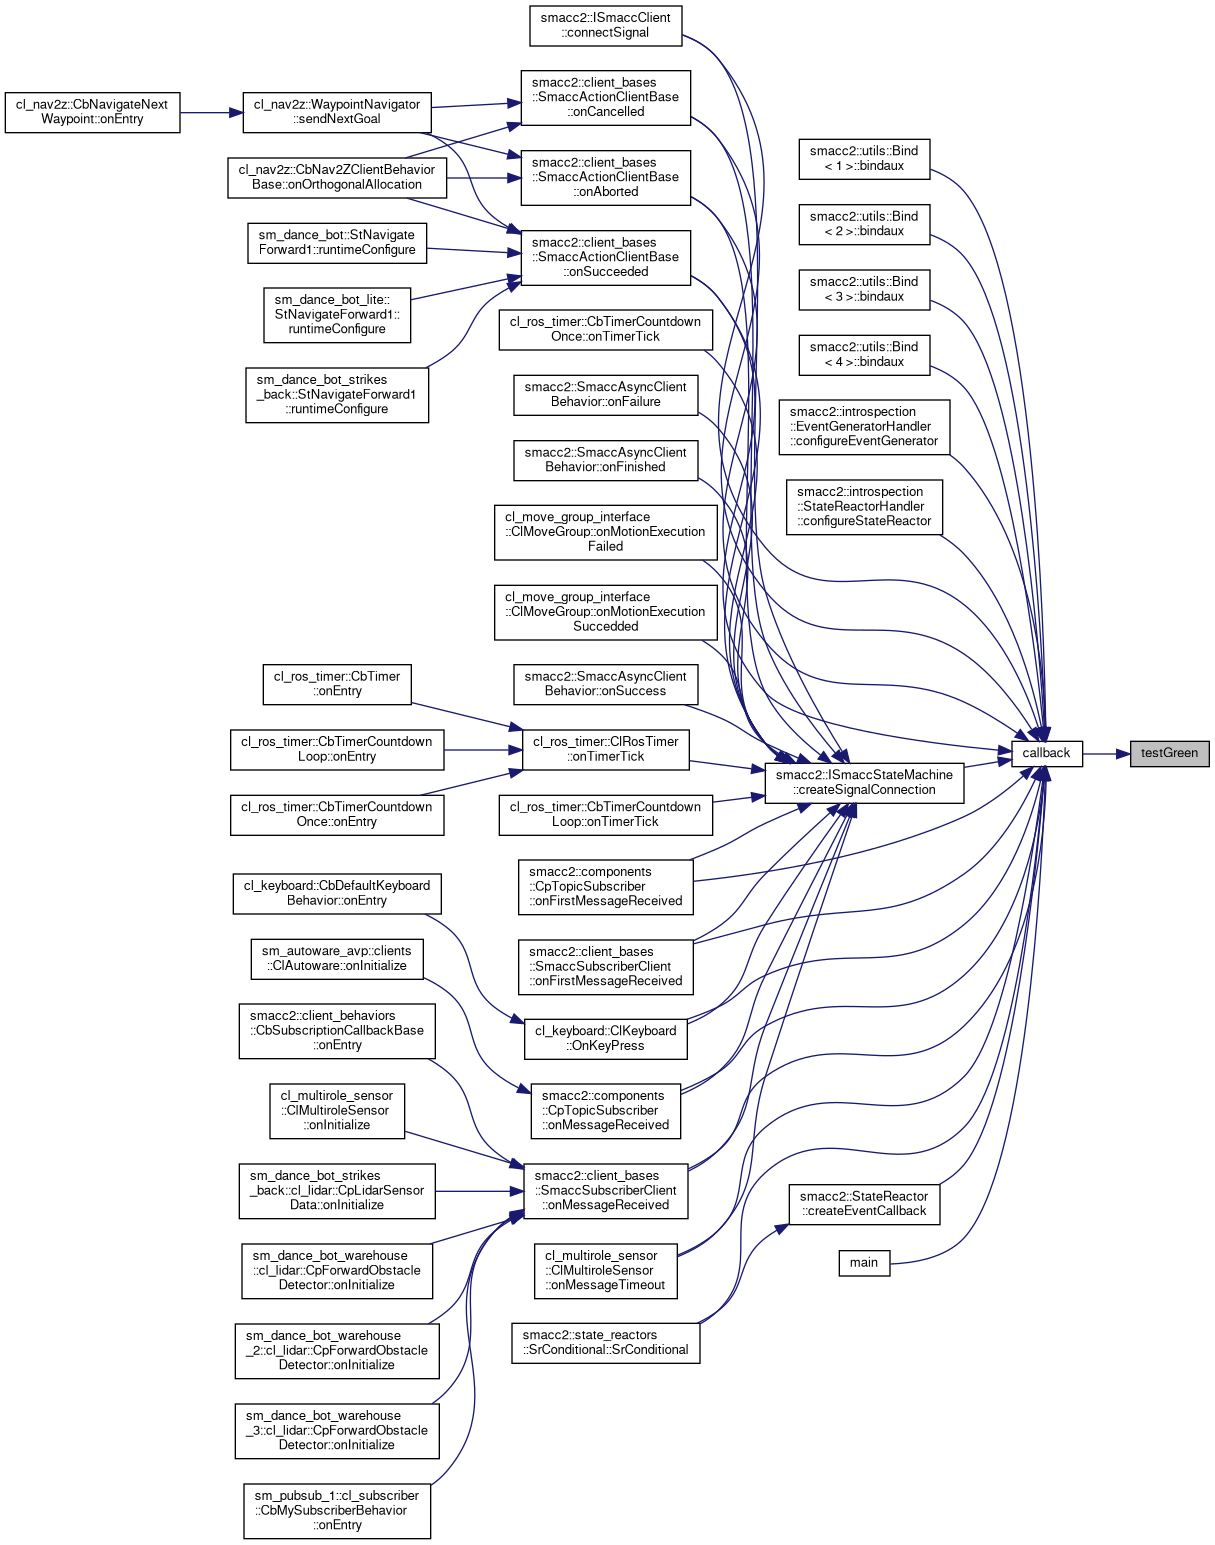 smacc2::ISmaccClient
::connectSignal
smacc2::client_bases
::SmaccActionClientBase
::onCancelled
cl_nav2z::CbNavigateNext
Waypoint::onEntry
cl_nav2z::WaypointNavigator
::sendNextGoal
smacc2::client_bases
::SmaccActionClientBase
::onAborted
cl_nav2z::CbNav2ZClientBehavior
Base::onOrthogonalAllocation
smacc2::client_bases
::SmaccActionClientBase
::onSucceeded
sm_dance_bot::StNavigate
Forward1::runtimeConfigure
sm_dance_bot_lite::
StNavigateForward1::
runtimeConfigure
sm_dance_bot_strikes
_back::StNavigateForward1
::runtimeConfigure
cl_ros_timer::CbTimerCountdown
Once::onTimerTick
smacc2::SmaccAsyncClient
Behavior::onFailure
smacc2::SmaccAsyncClient
Behavior::onFinished
cl_move_group_interface
::ClMoveGroup::onMotionExecution
Failed
cl_move_group_interface
::ClMoveGroup::onMotionExecution
Succedded
smacc2::SmaccAsyncClient
Behavior::onSuccess
cl_ros_timer::CbTimer
::onEntry
cl_ros_timer::CbTimerCountdown
Loop::onEntry
cl_ros_timer::CbTimerCountdown
Once::onEntry
cl_ros_timer::ClRosTimer
::onTimerTick
cl_ros_timer::CbTimerCountdown
Loop::onTimerTick
smacc2::components
::CpTopicSubscriber
::onFirstMessageReceived
cl_keyboard::CbDefaultKeyboard
Behavior::onEntry
smacc2::client_bases
::SmaccSubscriberClient
::onFirstMessageReceived
sm_autoware_avp::clients
::ClAutoware::onInitialize
cl_keyboard::ClKeyboard
::OnKeyPress
smacc2::client_behaviors
::CbSubscriptionCallbackBase
::onEntry
smacc2::components
::CpTopicSubscriber
::onMessageReceived
cl_multirole_sensor
::ClMultiroleSensor
::onInitialize
smacc2::client_bases
::SmaccSubscriberClient
::onMessageReceived
sm_dance_bot_strikes
_back::cl_lidar::CpLidarSensor
Data::onInitialize
sm_dance_bot_warehouse
::cl_lidar::CpForwardObstacle
Detector::onInitialize
cl_multirole_sensor
::ClMultiroleSensor
::onMessageTimeout
sm_dance_bot_warehouse
_2::cl_lidar::CpForwardObstacle
Detector::onInitialize
smacc2::state_reactors
::SrConditional::SrConditional
sm_dance_bot_warehouse
_3::cl_lidar::CpForwardObstacle
Detector::onInitialize
sm_pubsub_1::cl_subscriber
::CbMySubscriberBehavior
::onEntry
smacc2::utils::Bind
< 1 >::bindaux
smacc2::utils::Bind
< 2 >::bindaux
smacc2::utils::Bind
< 3 >::bindaux
smacc2::utils::Bind
< 4 >::bindaux
smacc2::introspection
::EventGeneratorHandler
::configureEventGenerator
smacc2::introspection
::StateReactorHandler
::configureStateReactor
smacc2::ISmaccStateMachine
::createSignalConnection
callback
testGreen
smacc2::StateReactor
::createEventCallback
main